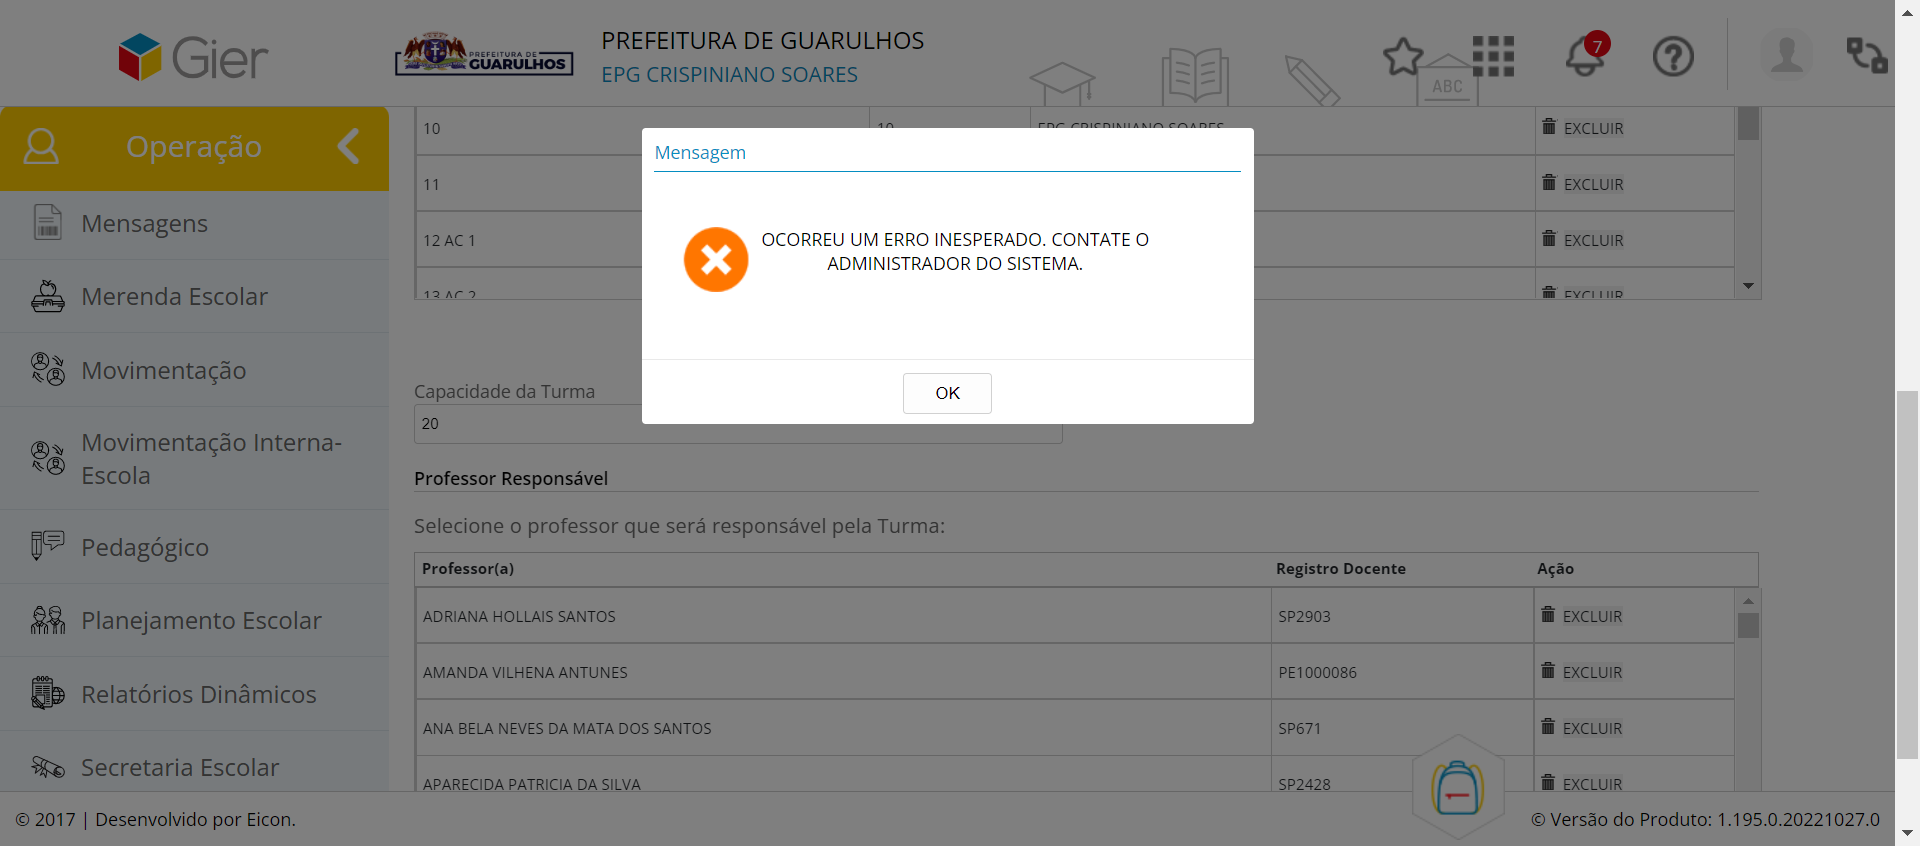 Gier
PREFEITURA DE
GUARULHOS
PREFEITURA DE GUARULHOS
EPG CRISPINIANO SOARES
ABC
7
Operação
Mensagens
Merenda Escolar
Movimentação
Movimentação Interna-
Escola
Pedagógico
Planejamento Escolar
Relatórios Dinâmicos
Secretaria Escolar
10 10 EPG CRISPINIANO SOARES EXCLUIR
11 EXCLUIR
12 AC 1 EXCLUIR
13 AC 2 EXCLUIR
Mensagem
OCORREU UM ERRO INESPERADO. CONTATE O
ADMINISTRADOR DO SISTEMA.
OK
Capacidade da Turma
20
Professor Responsável
Selecione o professor que será responsável pela Turma:
Professor(a) Registro Docente Ação
ADRIANA HOLLAIS SANTOS SP2903 EXCLUIR
AMANDA VILHENA ANTUNES PE1000086 EXCLUIR
ANA BELA NEVES DA MATA DOS SANTOS SP671 EXCLUIR
APARECIDA PATRICIA DA SILVA SP2428 EXCLUIR
© 2017 | Desenvolvido por Eicon. © Versão do Produto: 1.195.0.20221027.0